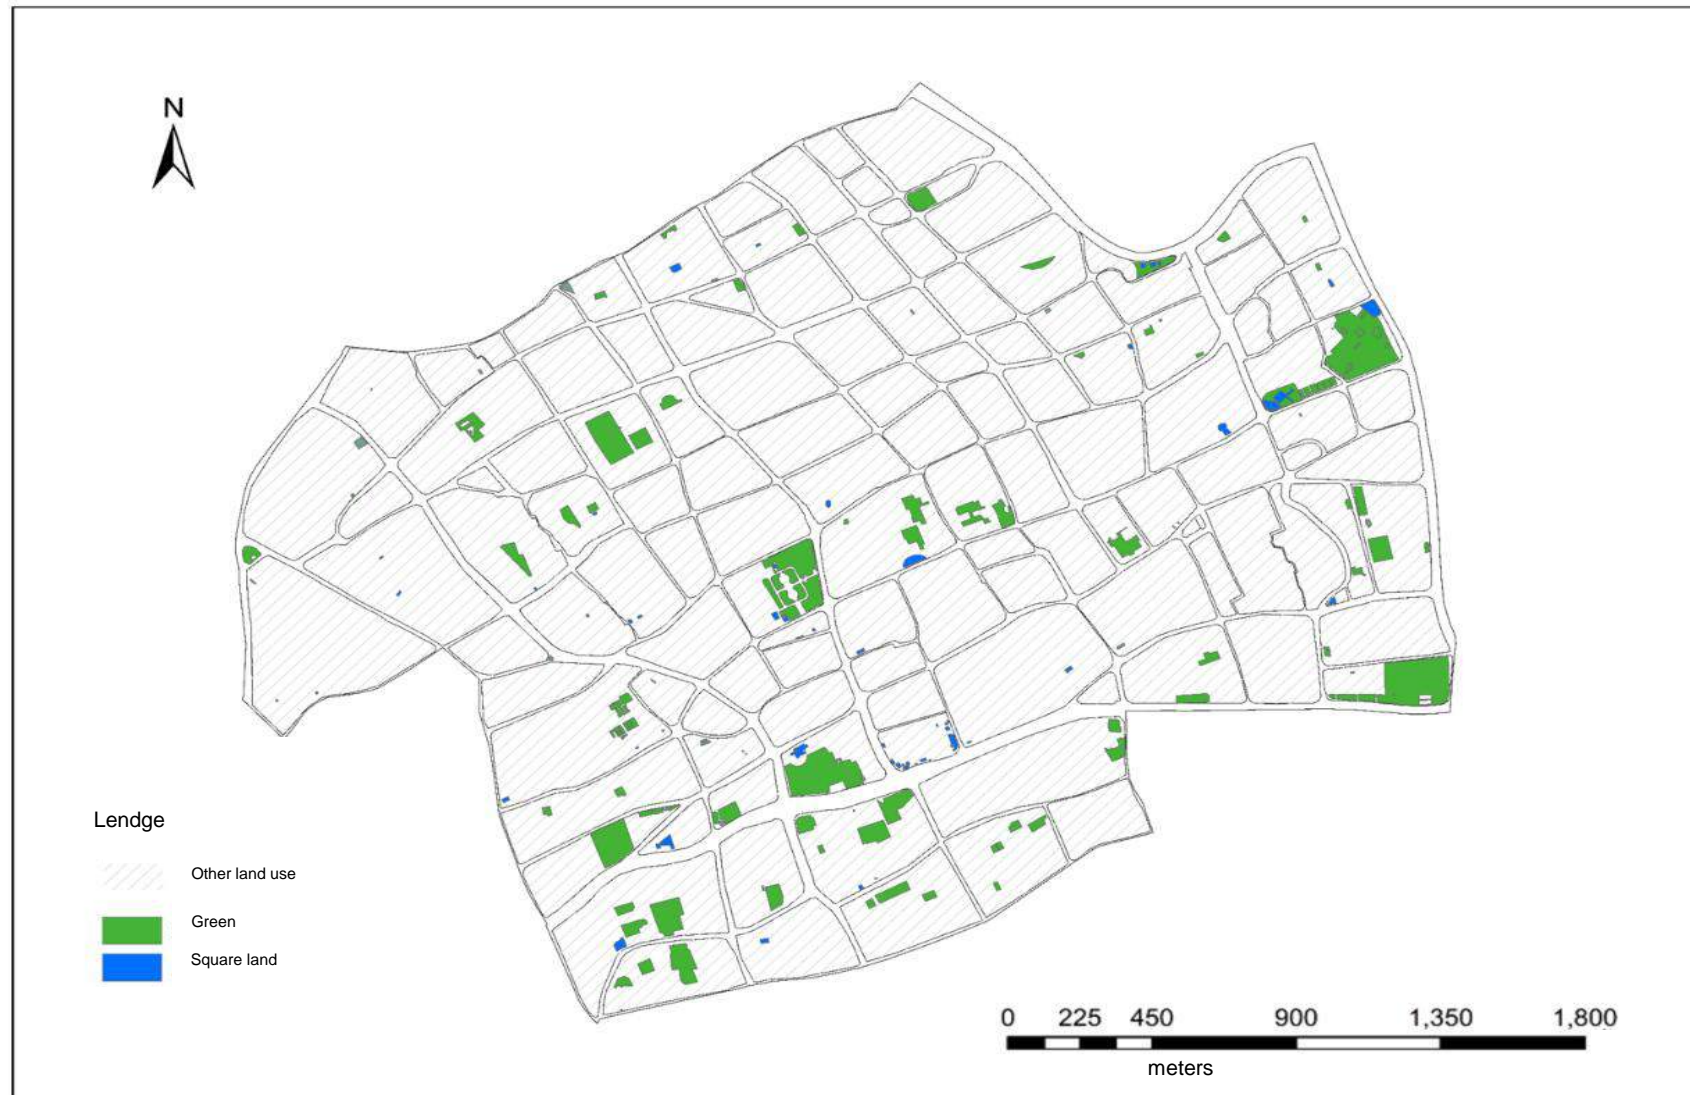 N
Lendge
Other land use
Green
Square land
0 225 450 900 1,350 1,800
meters